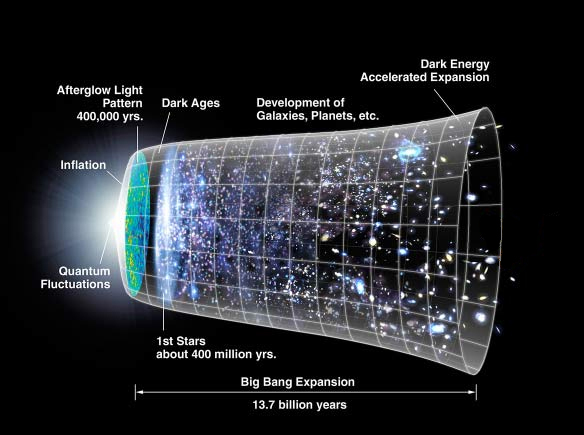 Dark Energy
Accelerated Expansion
Afterglow Light
Pattern
400,000 yrs.
Dark Ages
Development of
Galaxies, Planets, etc.
Inflation
Quantum
Fluctuations
1st Stars
about 400 million yrs.
Big Bang Expansion
13.7 billion years